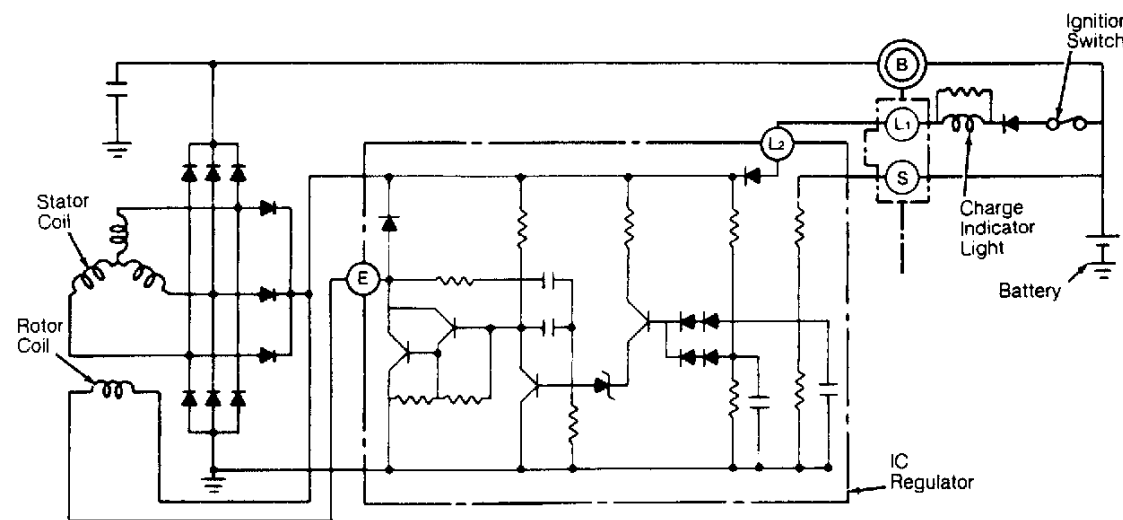 Ignition
Switch
B
L1
L2
S
Stator
Coil
Charge
Indicator
Light
E
Battery
Rotor
Coil
IC
Regulator